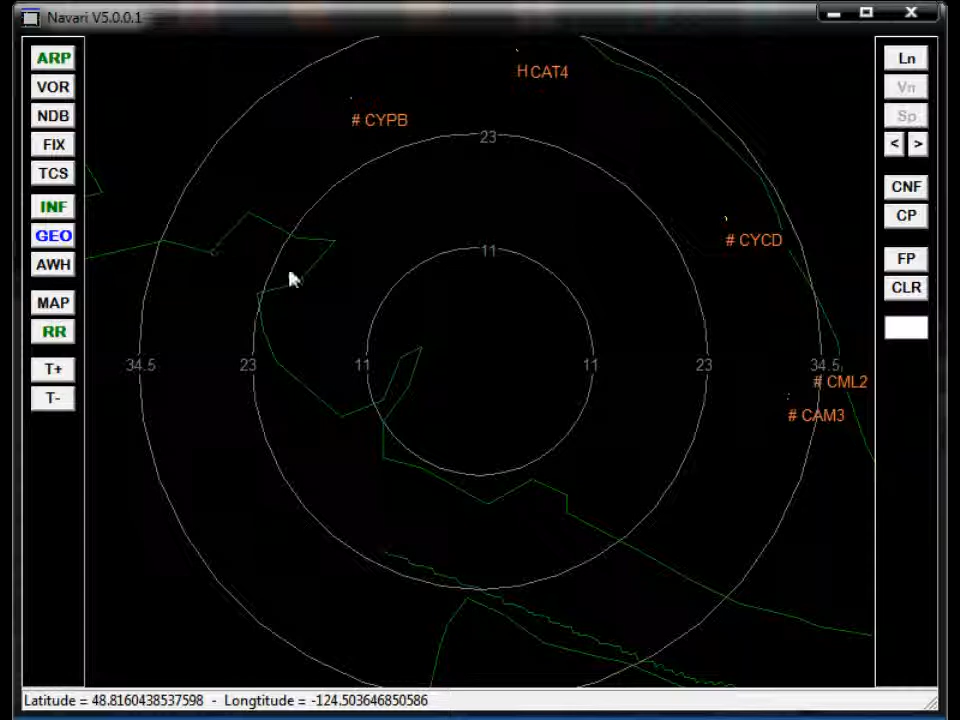 Navari V5.0.0.1
ARP
VOR
NDB
FIX
TCS
INF
GEO
AWH
MAP
RR
T+
T-
H CAT4
# CYPB
23
# CYCD
11
34.5
23
11
11
23
34.5
# CML2
# CAM3
Ln
Vn
Sp
<
>
CNF
CP
FP
CLR
Latitude = 48.8160438537598 - Longtitude = -124.503646850586